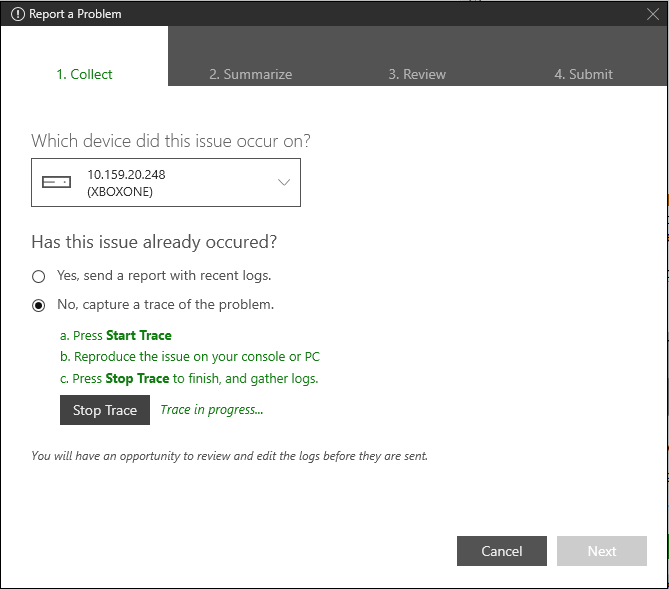 Report a Problem
1. Collect
2. Summarize
3. Review
4. Submit
Which device did this issue occur on?
10.159.20.248
(XBOXONE)
Has this issue already occured?
Yes, send a report with recent logs.
No, capture a trace of the problem.
a. Press Start Trace
b. Reproduce the issue on your console or PC
c. Press Stop Trace to finish, and gather logs.
Stop Trace
Trace in progress...
You will have an opportunity to review and edit the logs before they are sent.
Cancel
Next